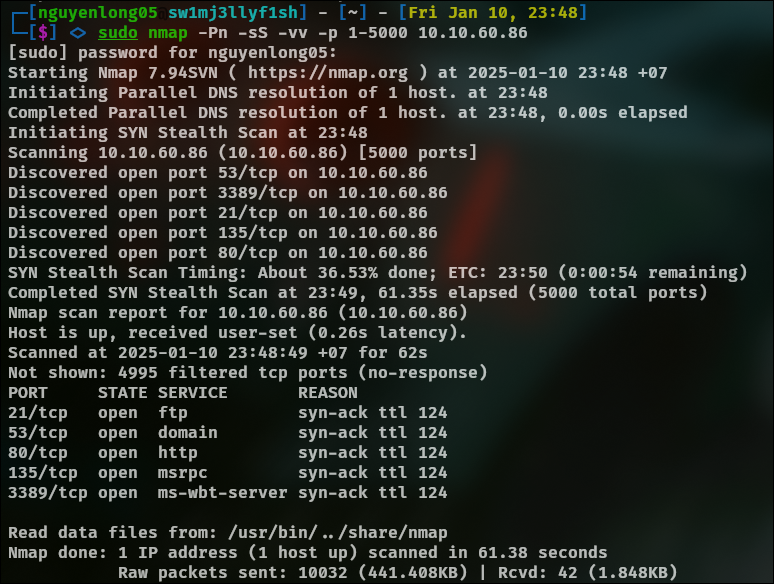 ┌─[nguyenlong05 sw1mj3llyf1sh] - [~] - [Fri Jan 10, 23:48]
└─[$] <> sudo nmap -Pn -sS -vv -p 1-5000 10.10.60.86
[sudo] password for nguyenlong05:
Starting Nmap 7.94SVN ( https://nmap.org ) at 2025-01-10 23:48 +07
Initiating Parallel DNS resolution of 1 host. at 23:48
Completed Parallel DNS resolution of 1 host. at 23:48, 0.00s elapsed
Initiating SYN Stealth Scan at 23:48
Scanning 10.10.60.86 (10.10.60.86) [5000 ports]
Discovered open port 53/tcp on 10.10.60.86
Discovered open port 3389/tcp on 10.10.60.86
Discovered open port 21/tcp on 10.10.60.86
Discovered open port 135/tcp on 10.10.60.86
Discovered open port 80/tcp on 10.10.60.86
SYN Stealth Scan Timing: About 36.53% done; ETC: 23:50 (0:00:54 remaining)
Completed SYN Stealth Scan at 23:49, 61.35s elapsed (5000 total ports)
Nmap scan report for 10.10.60.86 (10.10.60.86)
Host is up, received user-set (0.26s latency).
Scanned at 2025-01-10 23:48:49 +07 for 62s
Not shown: 4995 filtered tcp ports (no-response)
PORT     STATE SERVICE       REASON
21/tcp   open  ftp           syn-ack ttl 124
53/tcp   open  domain        syn-ack ttl 124
80/tcp   open  http          syn-ack ttl 124
135/tcp  open  msrpc         syn-ack ttl 124
3389/tcp open  ms-wbt-server syn-ack ttl 124
Read data files from: /usr/bin/../share/nmap
Nmap done: 1 IP address (1 host up) scanned in 61.38 seconds
           Raw packets sent: 10032 (441.408KB) | Rcvd: 42 (1.848KB)